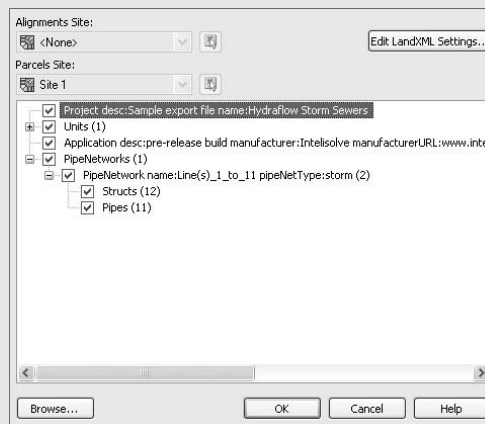 Alignments Site:
<None>
Edit LandXML Settings...
Parcels Site:
Site 1
Project desc:Sample export file name:Hydraflow Storm Sewers
Units (1)
Application desc:pre-release build manufacturer:Intelisolve manufacturerURL:www.inte
PipeNetworks (1)
PipeNetwork name:Line(s)_1_to_11 pipeNetType:storm (2)
Structs (12)
Pipes (11)
Browse...
OK
Cancel
Help